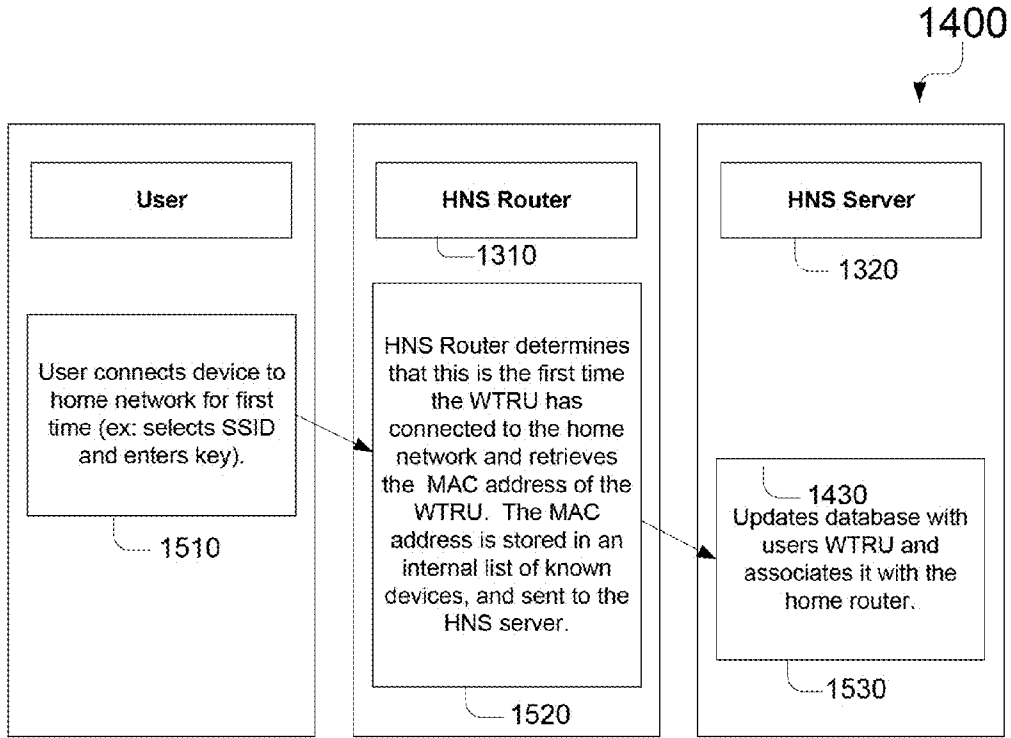 1400
User
HNS Router
1310
HNS Server
1320
User connects device to
home network for first
time (ex: selects SSID
and enters key).
1510
HNS Router determines
that this is the first time
the WTRU has
connected to the home
network and retrieves
the MAC address of the
WTRU. The MAC
address is stored in an
internal list of known
devices, and sent to the
HNS server.
1520
1430
Updates database with
users WTRU and
associates it with the
home router.
1530